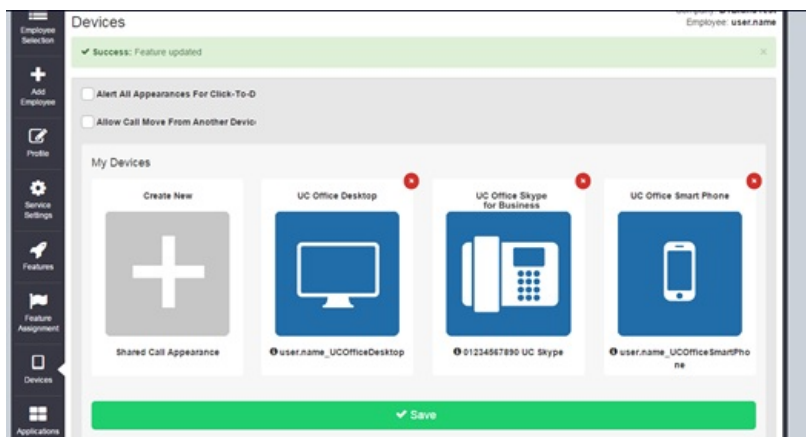 Employee
Selection
Add
Employee
Profile
Service
Settings
Features
Feature
Assignment
Devices
Applications
Devices
Company:
Employee: user.name
✔ Success: Feature updated ×
Alert All Appearances For Click-To-D
Allow Call Move From Another Devic
My Devices
Create New
Shared Call Appearance
UC Office Desktop
user.name_UCOfficeDesktop
UC Office Skype
for Business
01234567890 UC Skype
UC Office Smart Phone
user.name_UCOfficeSmartPho
ne
✔ Save